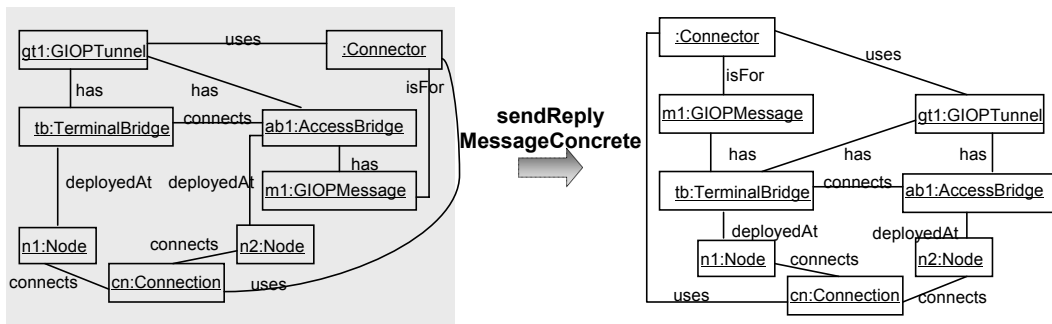 uses
gt1:GIOPTunnel
:Connector
isFor
has
has
tb:TerminalBridge
connects
ab1:AccessBridge
has
deployedAt
deployedAt
m1:GIOPMessage
n1:Node
connects
n2:Node
connects
cn:Connection
uses
sendReply
MessageConcrete
:Connector
uses
isFor
m1:GIOPMessage
gt1:GIOPTunnel
has
has
has
tb:TerminalBridge
connects
ab1:AccessBridge
deployedAt
deployedAt
n1:Node
connects
n2:Node
uses
cn:Connection
connects